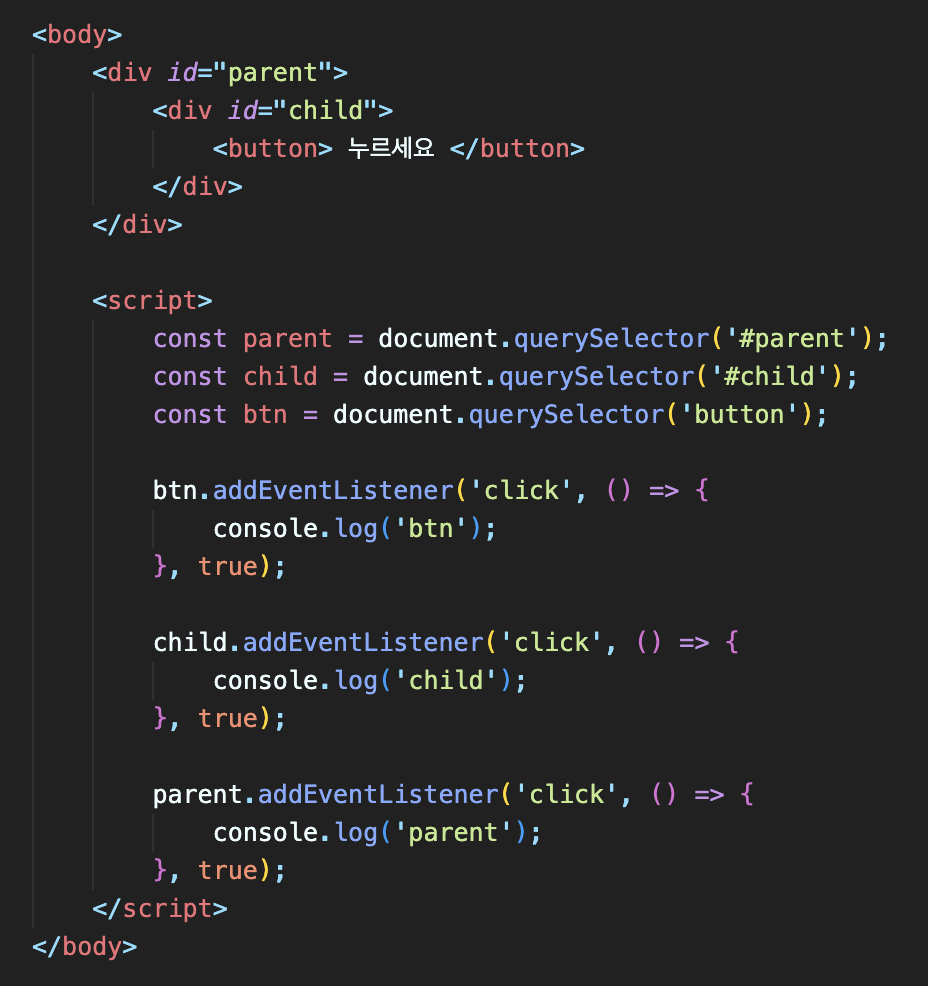 <body>
<div id="parent">
<div id="child">
<button> 누르세요 </button>
</div>
</div>
<script>
const parent = document.querySelector('#parent');
const child = document.querySelector('#child');
const btn = document.querySelector('button');
btn.addEventListener('click', () => {
console.log('btn');
}, true);
child.addEventListener('click', () => {
console.log('child');
}, true);
parent.addEventListener('click', () => {
console.log('parent');
}, true);
</script>
</body>